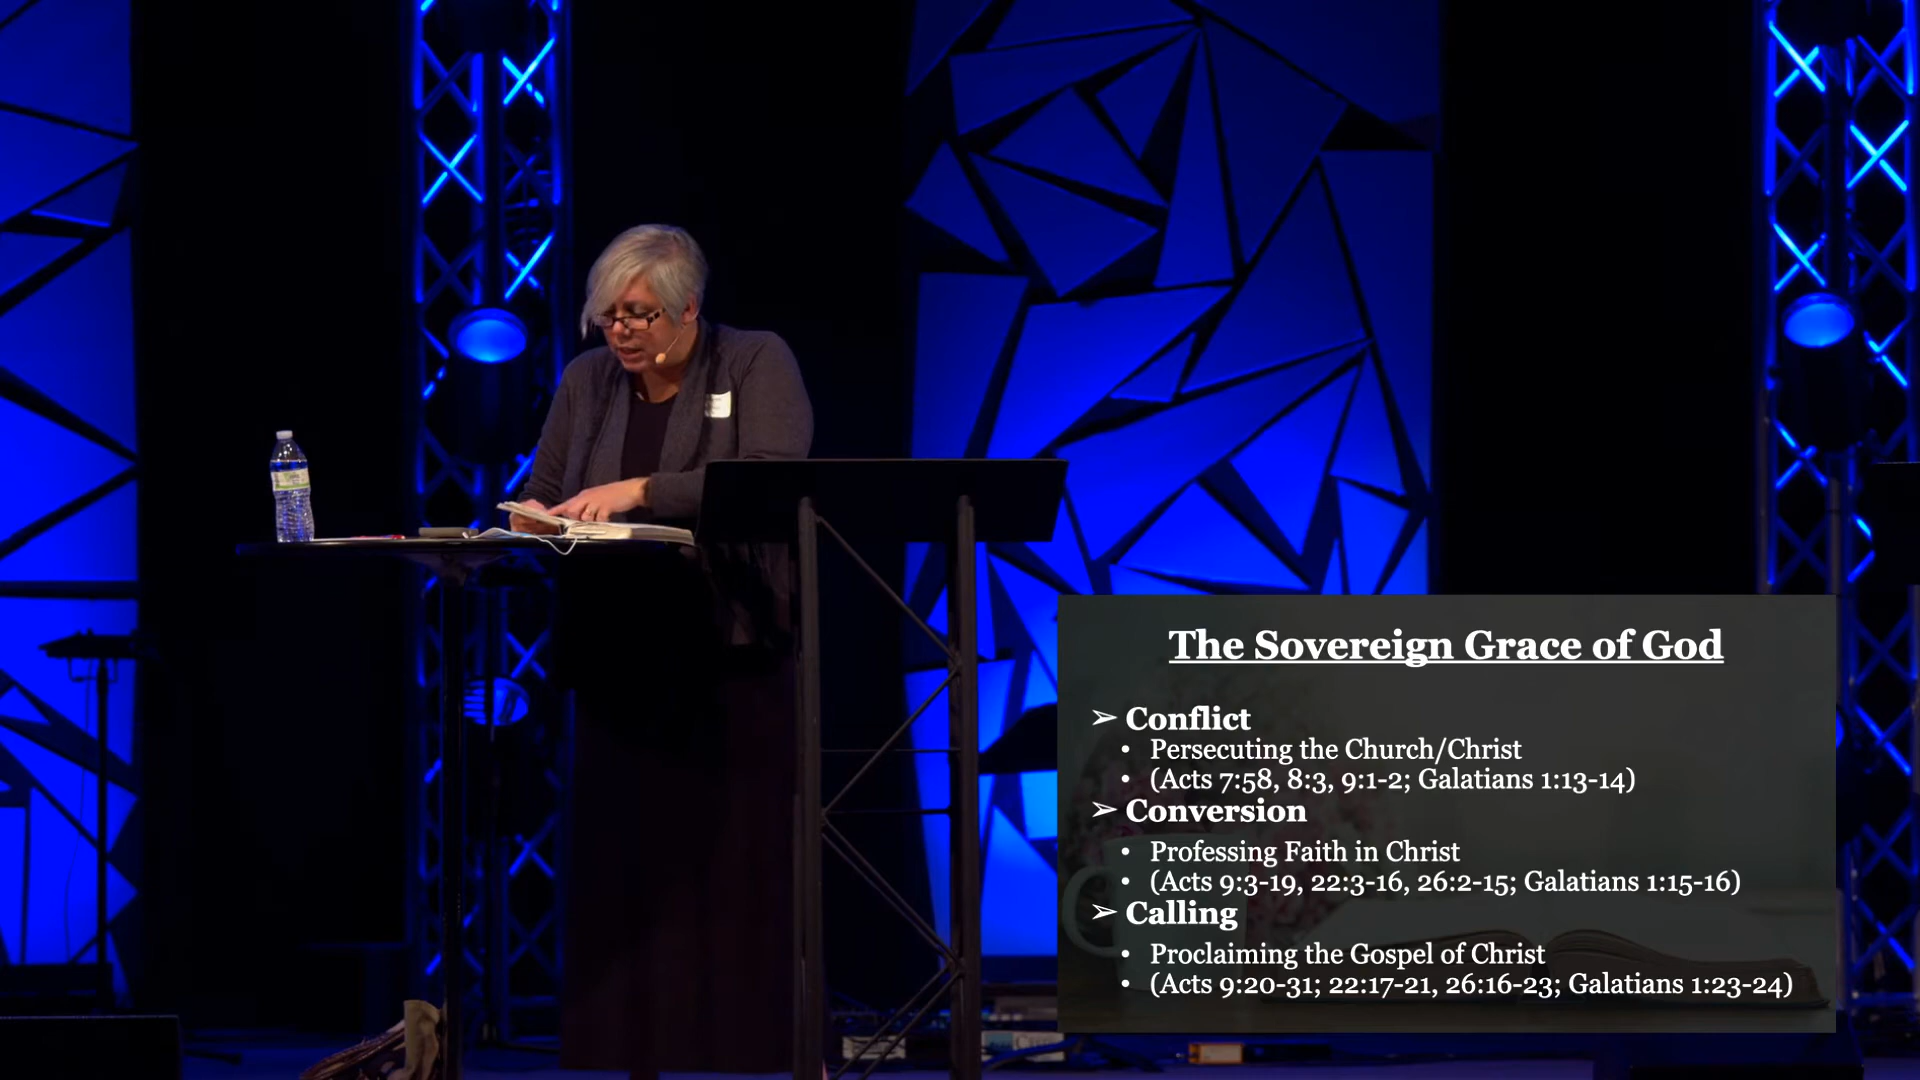 The Sovereign Grace of God
➢ Conflict
• Persecuting the Church/Christ
• (Acts 7:58, 8:3, 9:1-2; Galatians 1:13-14)
➢ Conversion
• Professing Faith in Christ
• (Acts 9:3-19, 22:3-16, 26:2-15; Galatians 1:15-16)
➢ Calling
• Proclaiming the Gospel of Christ
• (Acts 9:20-31; 22:17-21, 26:16-23; Galatians 1:23-24)